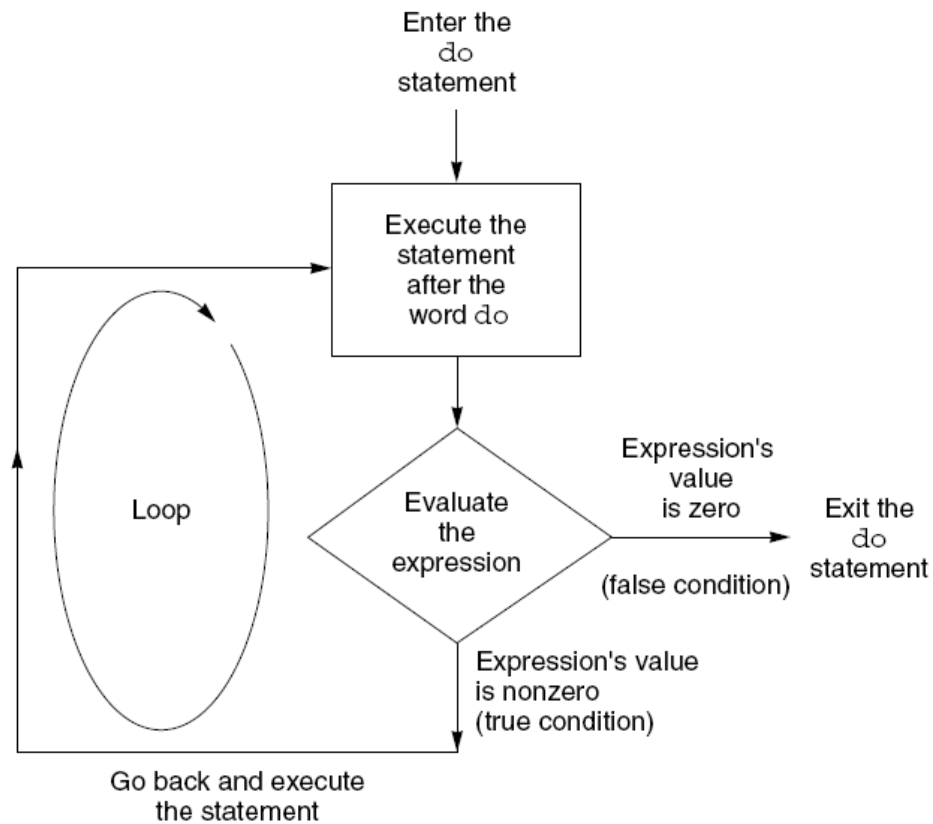 Enter the
do
statement
Execute the
statement
after the
word do
Loop
Evaluate
the
expression
Expression's
value
is zero
(false condition)
Exit the
do
statement
Expression's value
is nonzero
(true condition)
Go back and execute
the statement